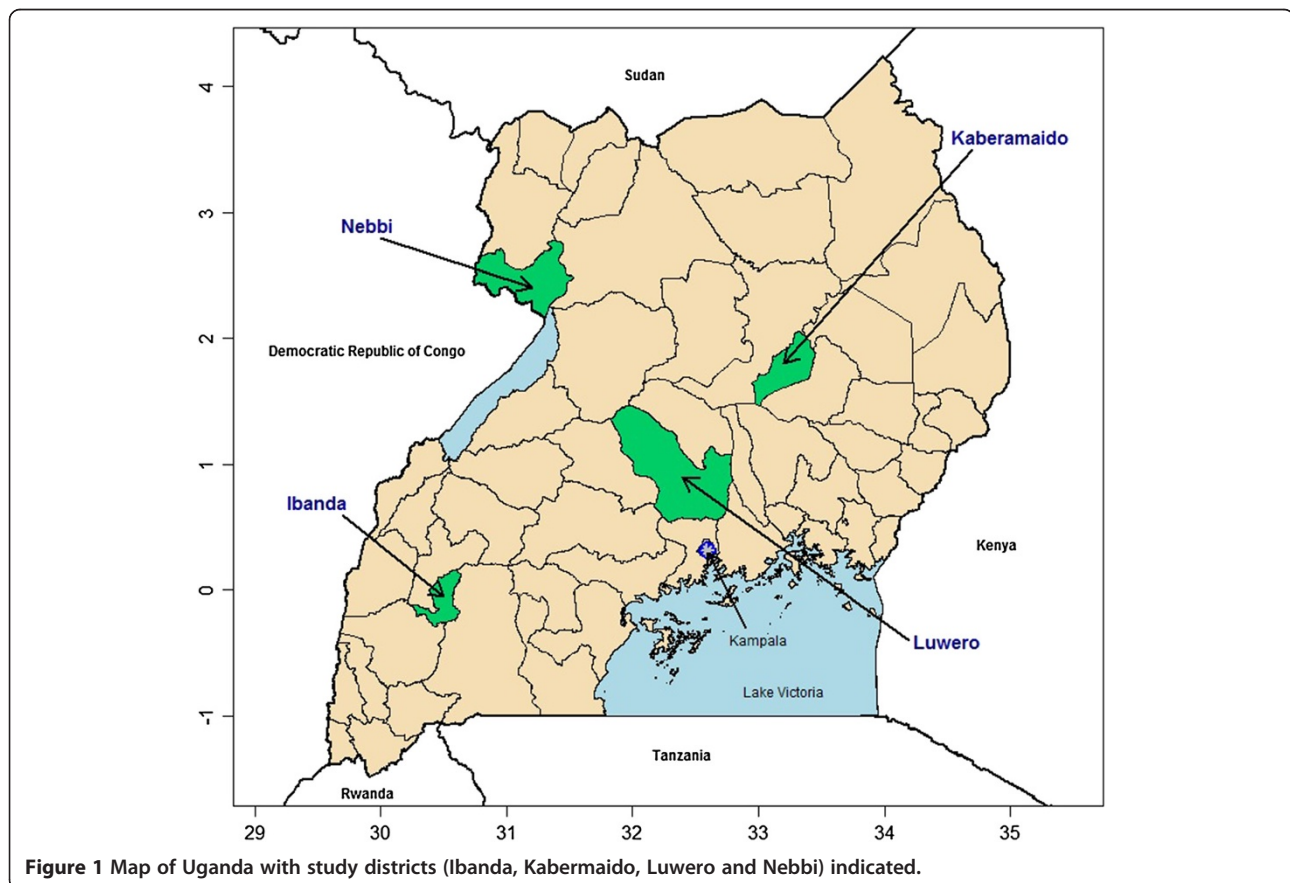 Sudan
Kaberamaido
Nebbi
Democratic Republic of Congo
Ibanda
Kenya
Kampala
Luwero
Lake Victoria
Tanzania
Rwanda
4
3
2
1
0
-1
29 30 31 32 33 34 35
Figure 1 Map of Uganda with study districts (Ibanda, Kabermaido, Luwero and Nebbi) indicated.